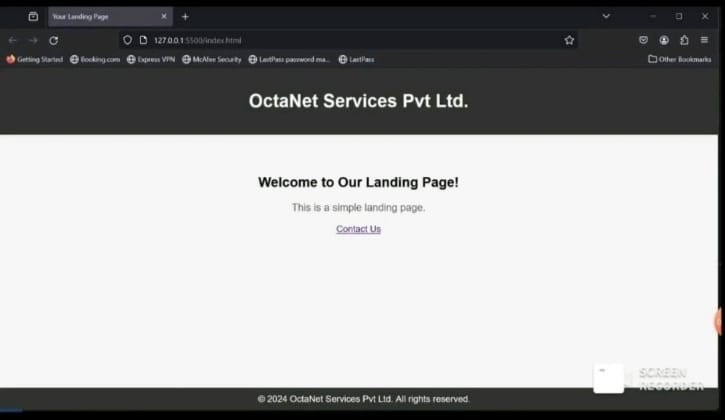 Your Landing Page
127.0.0.1:5500/index.html
Getting Started Booking.com Express VPN McAfee Security LastPass password ma... LastPass Other Bookmarks
OctaNet Services Pvt Ltd.
Welcome to Our Landing Page!
This is a simple landing page.
Contact Us
SCREEN
RECORDER
© 2024 OctaNet Services Pvt Ltd. All rights reserved.